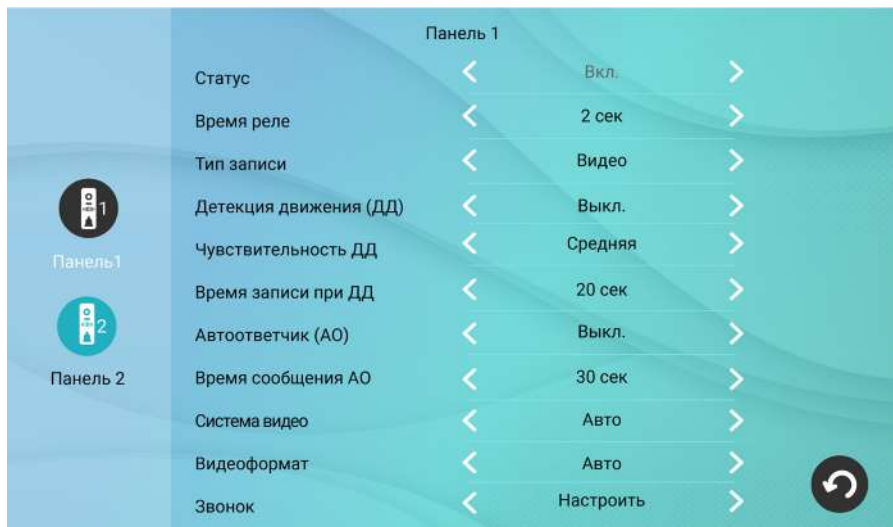 Панель 1
Статус Вкл.
Время реле 2 сек
Тип записи Видео
Детекция движения (ДД) Выкл.
Чувствительность ДД Средняя
Время записи при ДД 20 сек
Автоответчик (АО) Выкл.
Время сообщения АО 30 сек
Система видео Авто
Видеоформат Авто
Звонок Настроить
1
Панель1
2
Панель 2